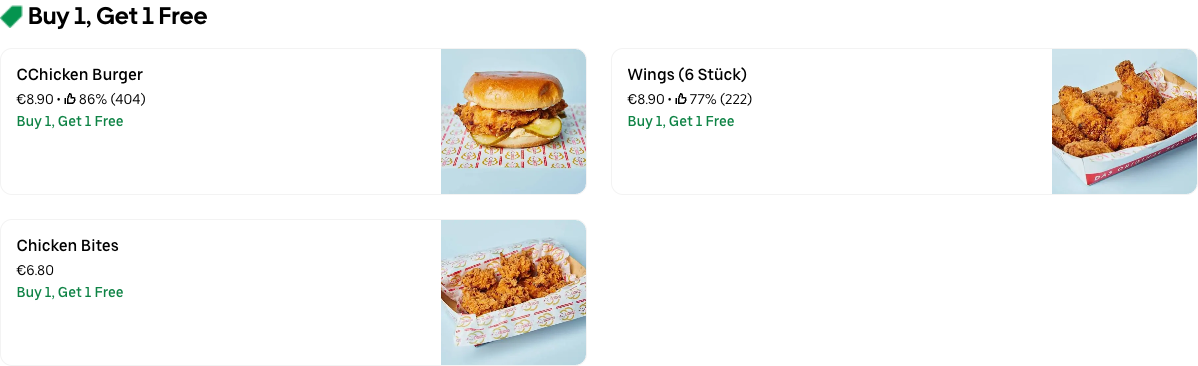 Buy 1, Get 1 Free
CChicken Burger
€8.90 • 86% (404)
Buy 1, Get 1 Free
Wings (6 Stück)
€8.90 • 77% (222)
Buy 1, Get 1 Free
DAS
Chicken Bites
€6.80
Buy 1, Get 1 Free